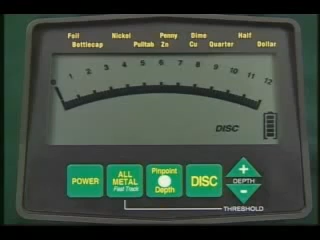 Foil Nickel Penny Dime Half
Bottlecap Pulltab Zn Cu Quarter Dollar
0 1 2 3 4 5 6 7 8 9 10 11 12
DISC
POWER
ALL METAL
Fast Track
Pinpoint
Depth
DISC
+
DEPTH
-
THRESHOLD